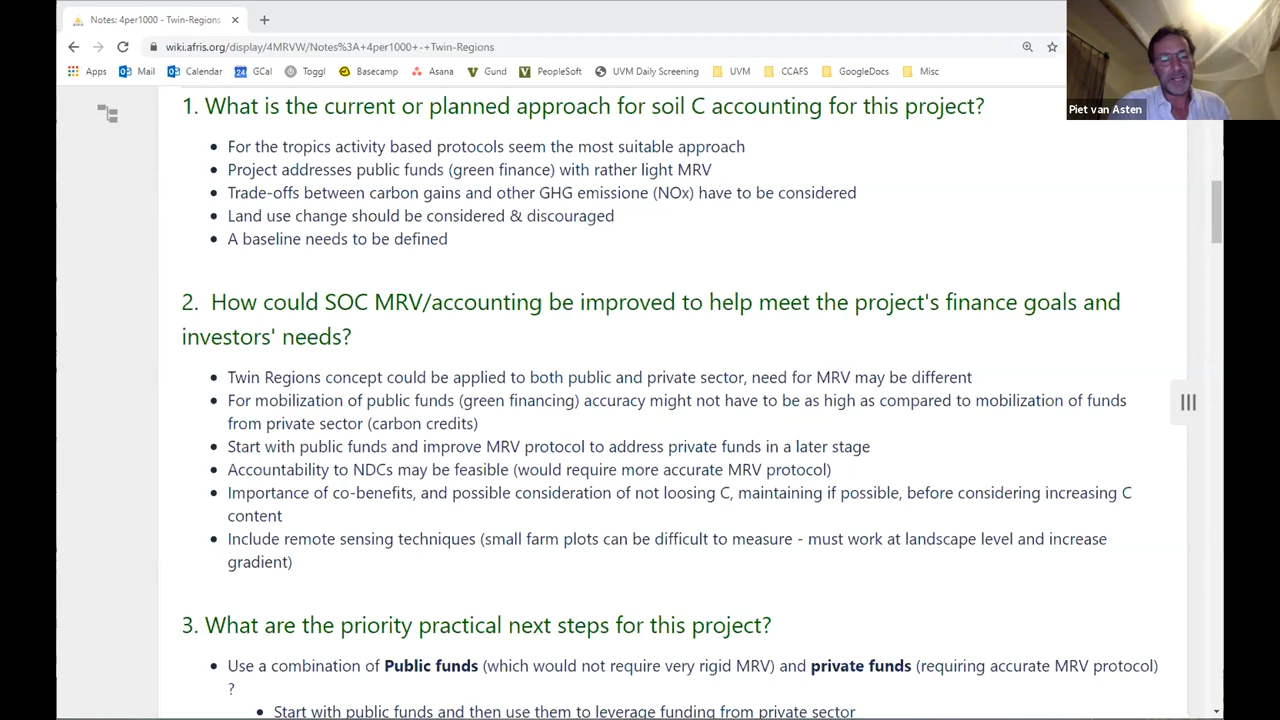 Notes: 4per1000 - Twin-Regions
wiki.afris.org/display/4MRVW/Notes%3A+4per1000+-+Twin-Regions
Apps Mail Calendar 24 GCal Toggl Basecamp Asana Gund PeopleSoft UVM Daily Screening UVM CCAFS GoogleDocs Misc
Piet van Asten
1. What is the current or planned approach for soil C accounting for this project?
• For the tropics activity based protocols seem the most suitable approach
• Project addresses public funds (green finance) with rather light MRV
• Trade-offs between carbon gains and other GHG emissione (NOx) have to be considered
• Land use change should be considered & discouraged
• A baseline needs to be defined
2. How could SOC MRV/accounting be improved to help meet the project's finance goals and
investors' needs?
• Twin Regions concept could be applied to both public and private sector, need for MRV may be different
• For mobilization of public funds (green financing) accuracy might not have to be as high as compared to mobilization of funds
from private sector (carbon credits)
• Start with public funds and improve MRV protocol to address private funds in a later stage
• Accountability to NDCs may be feasible (would require more accurate MRV protocol)
• Importance of co-benefits, and possible consideration of not loosing C, maintaining if possible, before considering increasing C
content
• Include remote sensing techniques (small farm plots can be difficult to measure - must work at landscape level and increase
gradient)
3. What are the priority practical next steps for this project?
• Use a combination of Public funds (which would not require very rigid MRV) and private funds (requiring accurate MRV protocol)
?
• Start with public funds and then use them to leverage funding from private sector